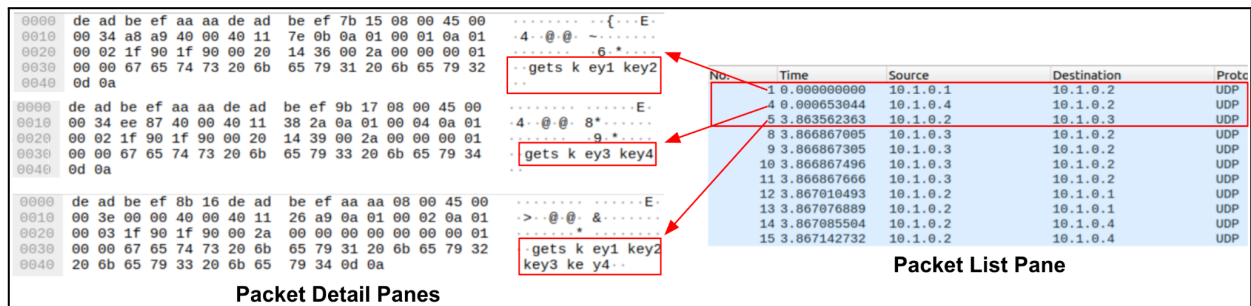 0000 de ad be ef aa aa de ad be ef 7b 15 08 00 45 00 ········ ··{···E·
0010 00 34 a8 a9 40 00 40 11 7e 0b 0a 01 00 01 0a 01 ·4··@·@· ~·······
0020 00 02 1f 90 1f 90 00 20 14 36 00 2a 00 00 00 01 ······· ·6·*····
0030 00 00 67 65 74 73 20 6b 65 79 31 20 6b 65 79 32 ··gets k ey1 key2
0040 0d 0a ··
0000 de ad be ef aa aa de ad be ef 9b 17 08 00 45 00 ········ ······E·
0010 00 34 ee 87 40 00 40 11 38 2a 0a 01 00 04 0a 01 ·4··@·@· 8*······
0020 00 02 1f 90 1f 90 00 20 14 39 00 2a 00 00 00 01 ······· ·9·*····
0030 00 00 67 65 74 73 20 6b 65 79 33 20 6b 65 79 34 ··gets k ey3 key4
0040 0d 0a ··
0000 de ad be ef 8b 16 de ad be ef aa aa 08 00 45 00 ········ ······E·
0010 00 3e 00 00 40 00 40 11 26 a9 0a 01 00 02 0a 01 ·>··@·@· &·······
0020 00 03 1f 90 1f 90 00 2a 00 00 00 00 00 00 00 01 ·······* ········
0030 00 00 67 65 74 73 20 6b 65 79 31 20 6b 65 79 32 ··gets k ey1 key2
0040 20 6b 65 79 33 20 6b 65 79 34 0d 0a key3 ke y4··
Packet Detail Panes
No. Time Source Destination Proto
1 0.000000000 10.1.0.1 10.1.0.2 UDP
4 0.000653044 10.1.0.4 10.1.0.2 UDP
5 3.863562363 10.1.0.2 10.1.0.3 UDP
8 3.866867005 10.1.0.3 10.1.0.2 UDP
9 3.866867305 10.1.0.3 10.1.0.2 UDP
10 3.866867496 10.1.0.3 10.1.0.2 UDP
11 3.866867666 10.1.0.3 10.1.0.2 UDP
12 3.867010493 10.1.0.2 10.1.0.1 UDP
13 3.867076889 10.1.0.2 10.1.0.1 UDP
14 3.867085504 10.1.0.2 10.1.0.4 UDP
15 3.867142732 10.1.0.2 10.1.0.4 UDP
Packet List Pane